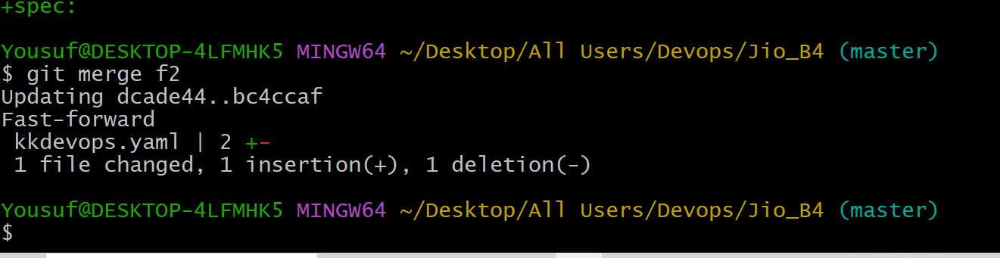 +spec:
Yousuf@DESKTOP-4LFMHK5 MINGW64 ~/Desktop/All Users/Devops/Jio_B4 (master)
$ git merge f2
Updating dcade44..bc4ccaf
Fast-forward
 kkdevops.yaml | 2 +-
 1 file changed, 1 insertion(+), 1 deletion(-)
Yousuf@DESKTOP-4LFMHK5 MINGW64 ~/Desktop/All Users/Devops/Jio_B4 (master)
$